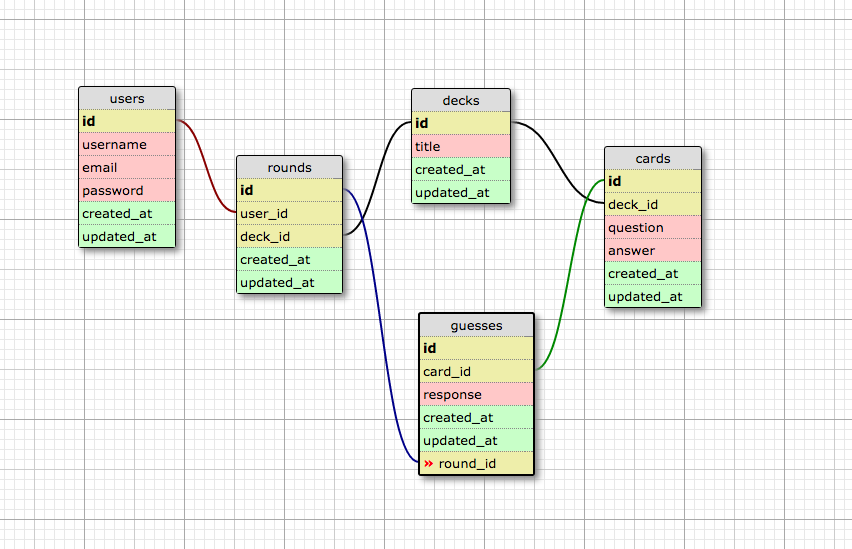 users
id
username
email
password
created_at
updated_at
rounds
id
user_id
deck_id
created_at
updated_at
decks
id
title
created_at
updated_at
cards
id
deck_id
question
answer
created_at
updated_at
guesses
id
card_id
response
created_at
updated_at
» round_id